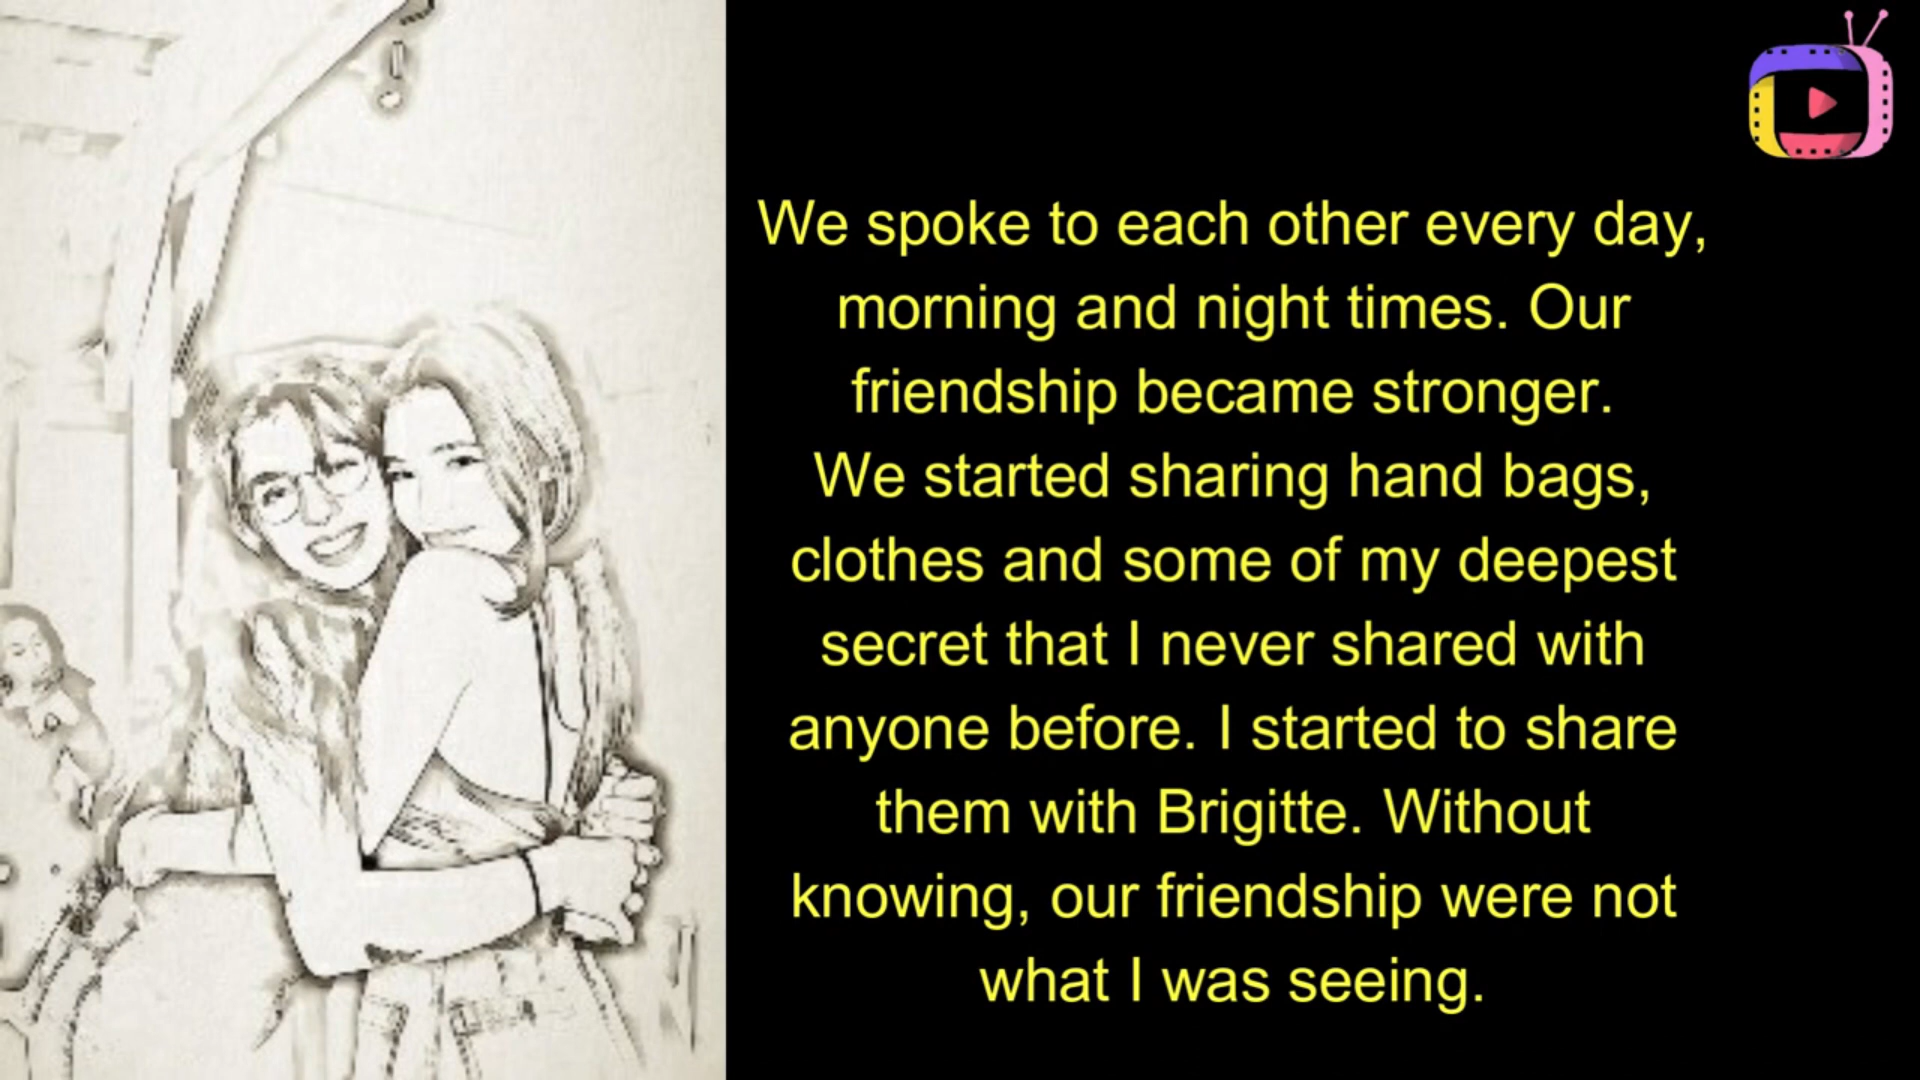 We spoke to each other every day,
morning and night times. Our
friendship became stronger.
We started sharing hand bags,
clothes and some of my deepest
secret that I never shared with
anyone before. I started to share
them with Brigitte. Without
knowing, our friendship were not
what I was seeing.